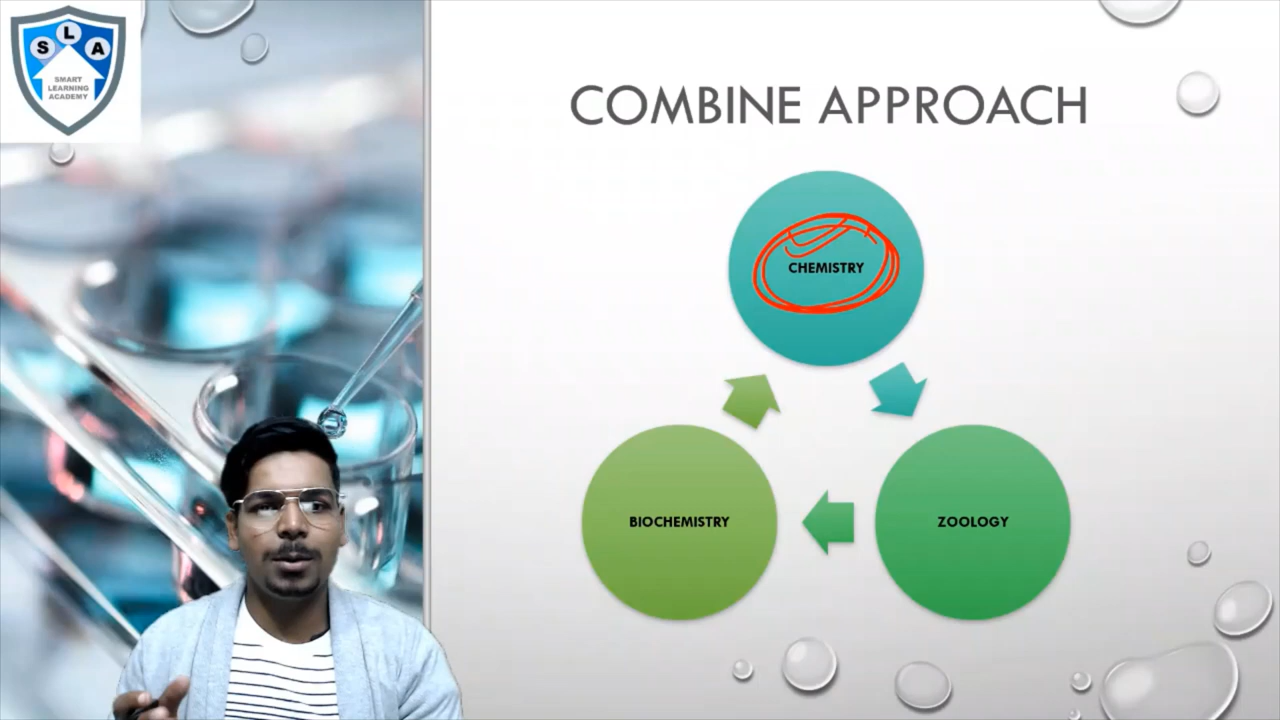 S L A
SMART
LEARNING
ACADEMY
COMBINE APPROACH
CHEMISTRY
BIOCHEMISTRY
ZOOLOGY